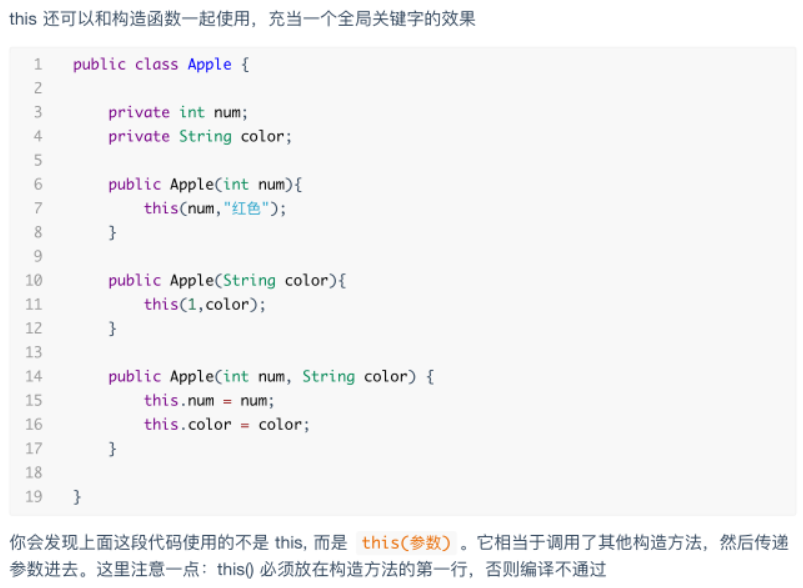 this 还可以和构造函数一起使用，充当一个全局关键字的效果
1 public class Apple {
2
3     private int num;
4     private String color;
5
6     public Apple(int num){
7         this(num,"红色");
8     }
9
10     public Apple(String color){
11         this(1,color);
12     }
13
14     public Apple(int num, String color) {
15         this.num = num;
16         this.color = color;
17     }
18
19 }
你会发现上面这段代码使用的不是 this, 而是 this(参数) 。它相当于调用了其他构造方法，然后传递
参数进去。这里注意一点：this() 必须放在构造方法的第一行，否则编译不通过